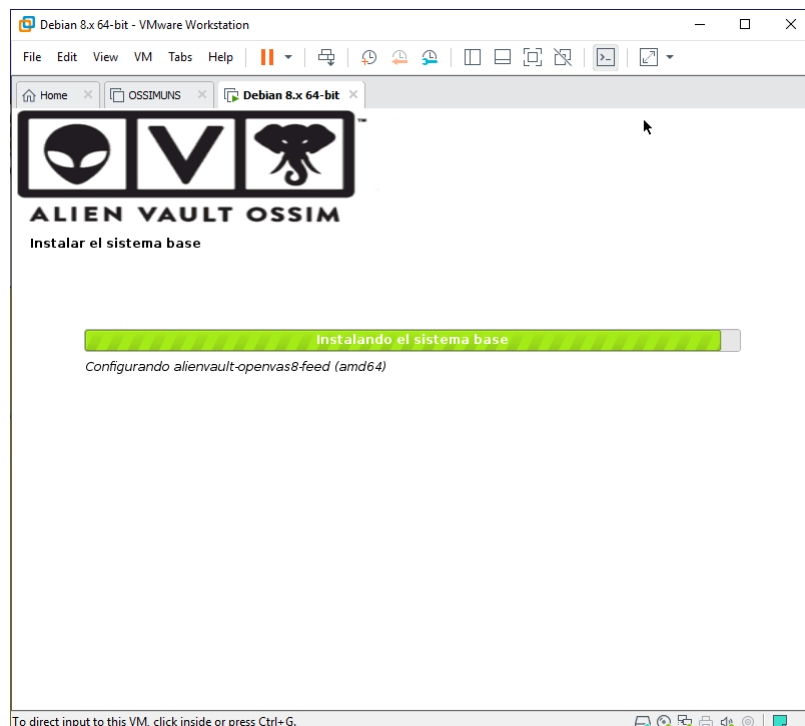 Debian 8.x 64-bit - VMware Workstation
File Edit View VM Tabs Help
Home OSSIMUNS Debian 8.x 64-bit
V ™
ALIEN VAULT OSSIM
Instalar el sistema base
Instalando el sistema base
Configurando alienvault-openvas8-feed (amd64)
To direct input to this VM, click inside or press Ctrl+G.